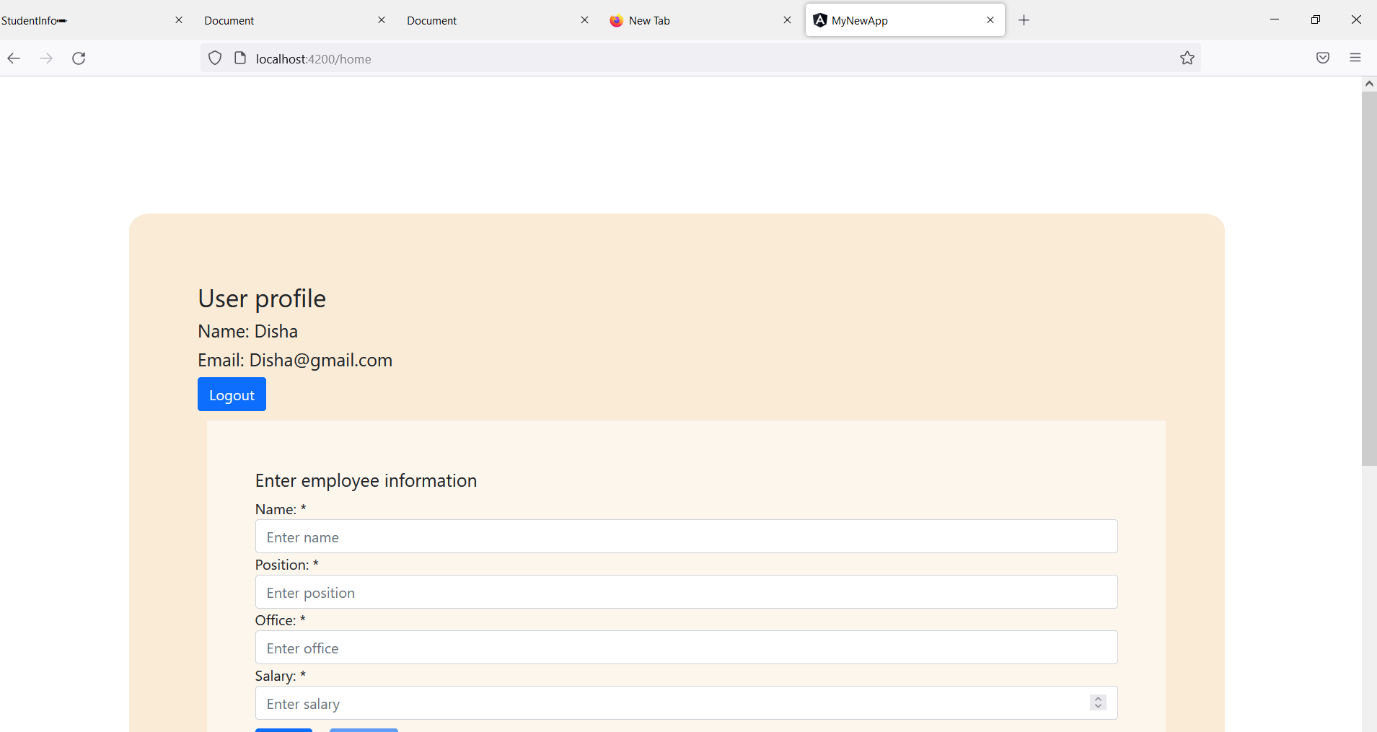 StudentInfo
Document
Document
New Tab
MyNewApp
localhost:4200/home
User profile
Name: Disha
Email: Disha@gmail.com
Logout
Enter employee information
Name: *
Enter name
Position: *
Enter position
Office: *
Enter office
Salary: *
Enter salary